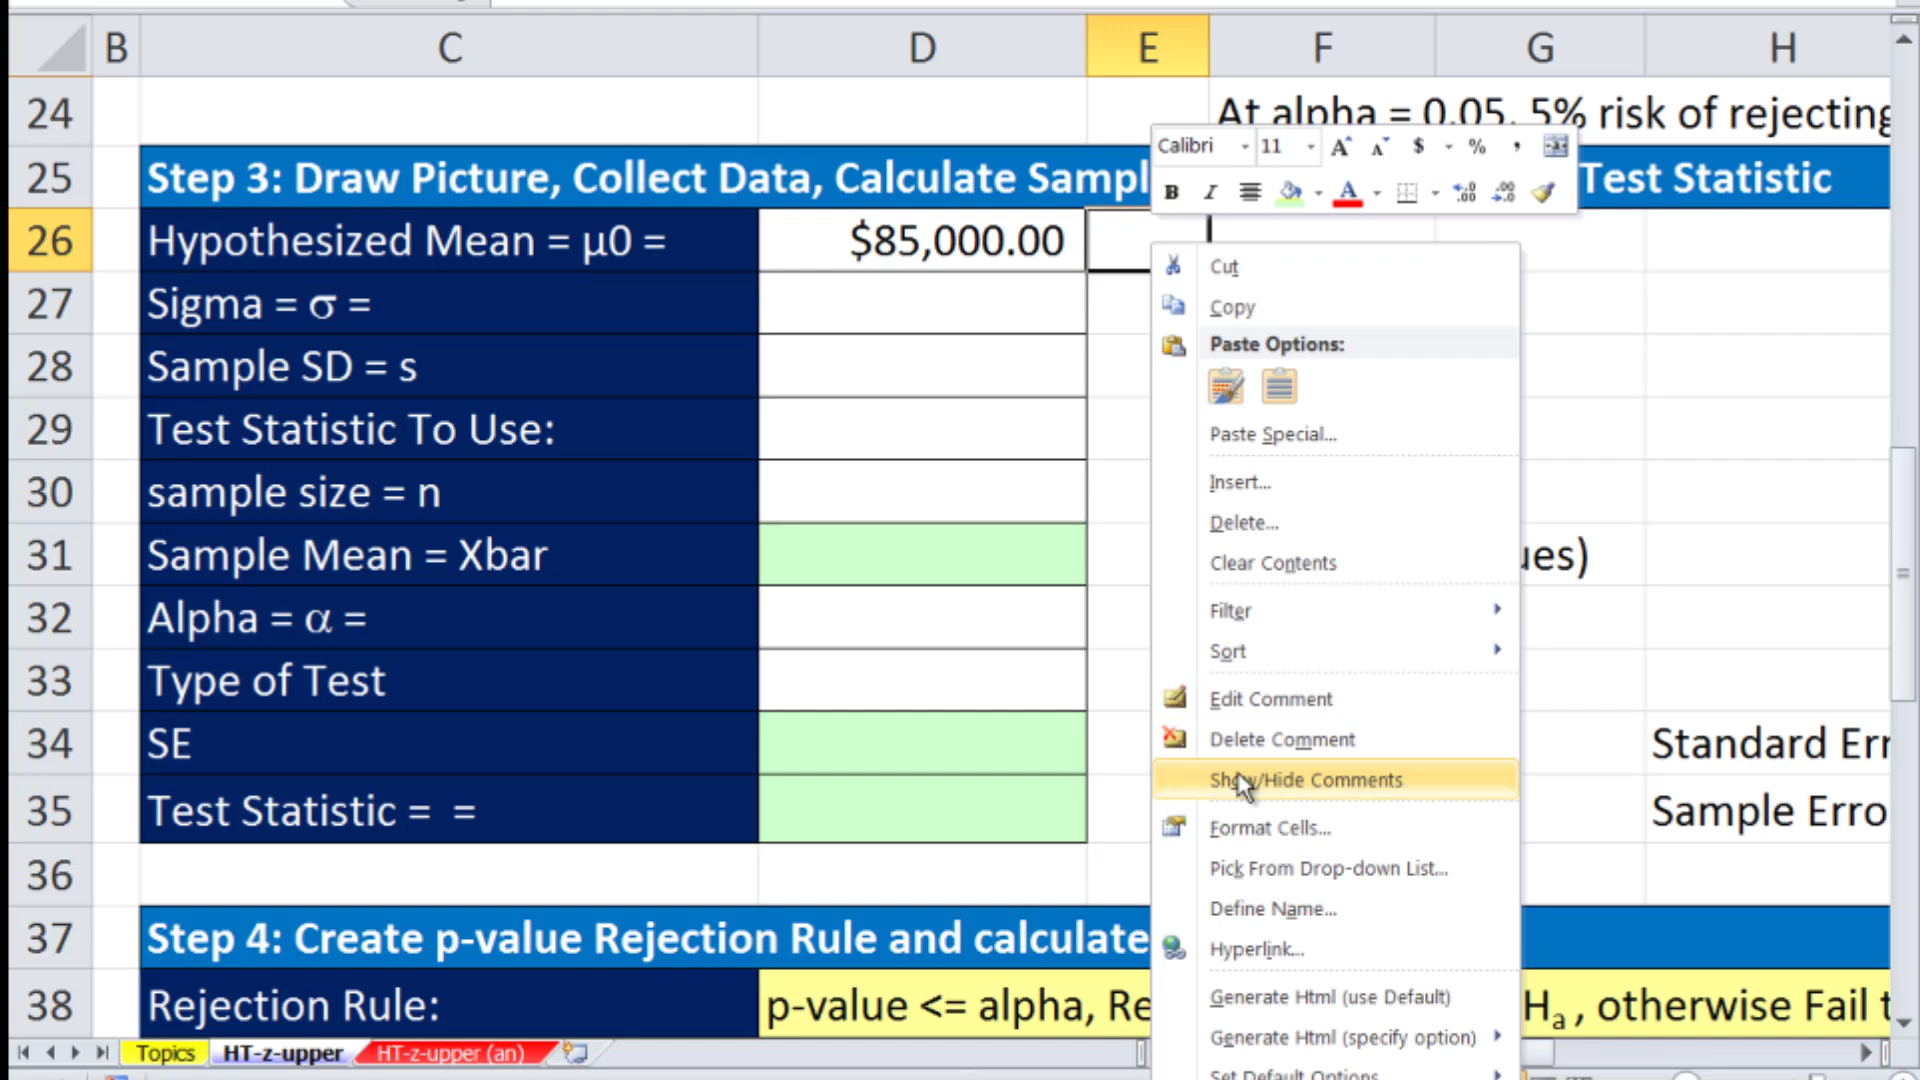 B C D E F G H
24 At alpha = 0.05, 5% risk of rejecting
Calibri 11 A A $ % ,
B I A
25 Step 3: Draw Picture, Collect Data, Calculate Sampl Test Statistic
26 Hypothesized Mean = µ0 = $85,000.00
Cut
27 Sigma = σ =
Copy
Paste Options:
28 Sample SD = s
29 Test Statistic To Use:
Paste Special...
30 sample size = n
Insert...
Delete...
31 Sample Mean = Xbar ues)
Clear Contents
32 Alpha = α =
Filter
Sort
33 Type of Test
Edit Comment
34 SE Standard Err
Delete Comment
Show/Hide Comments
35 Test Statistic = = Sample Erro
Format Cells...
36
Pick From Drop-down List...
Define Name...
37 Step 4: Create p-value Rejection Rule and calculate
Hyperlink...
38 Rejection Rule: p-value <= alpha, Re Ha , otherwise Fail t
Generate Html (use Default)
Generate Html (specify option)
Topics HT-z-upper HT-z-upper (an)
Set Default Options